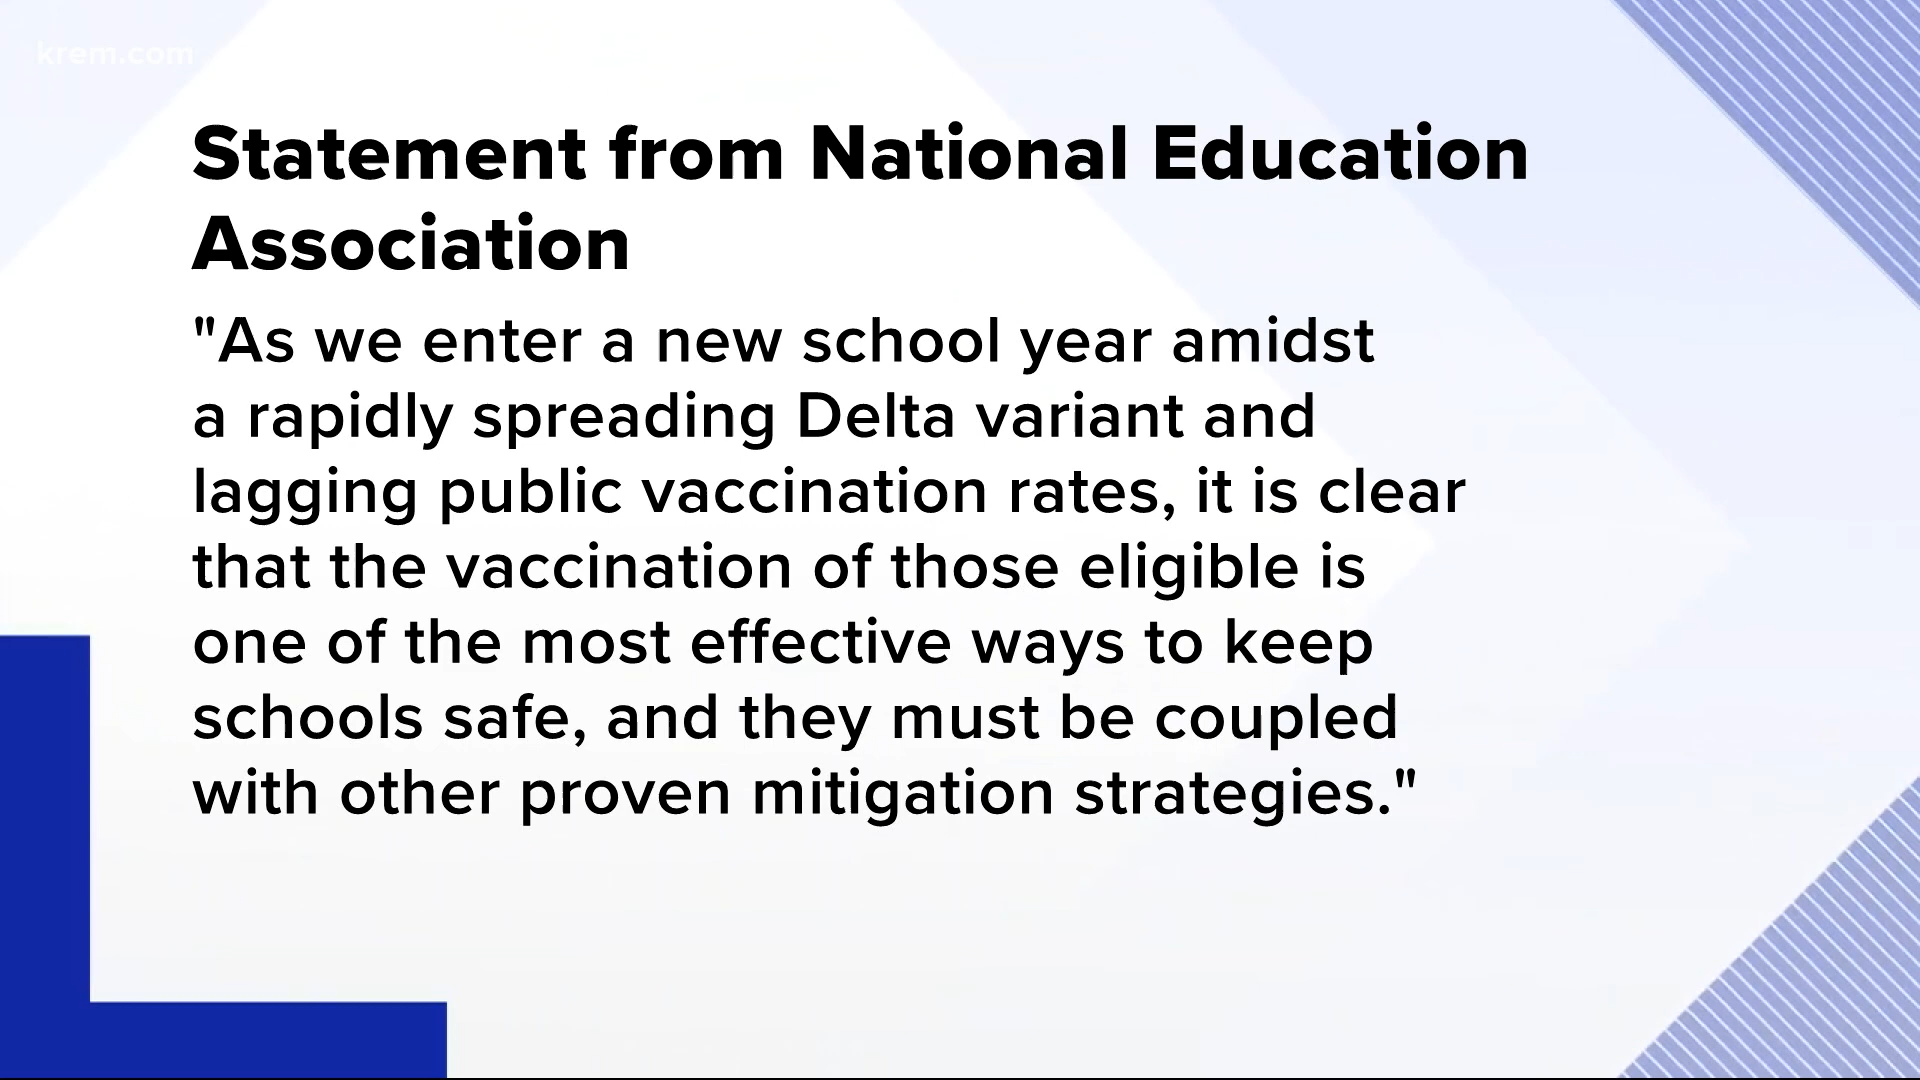 krem.com
Statement from National Education
Association
"As we enter a new school year amidst
a rapidly spreading Delta variant and
lagging public vaccination rates, it is clear
that the vaccination of those eligible is
one of the most effective ways to keep
schools safe, and they must be coupled
with other proven mitigation strategies."